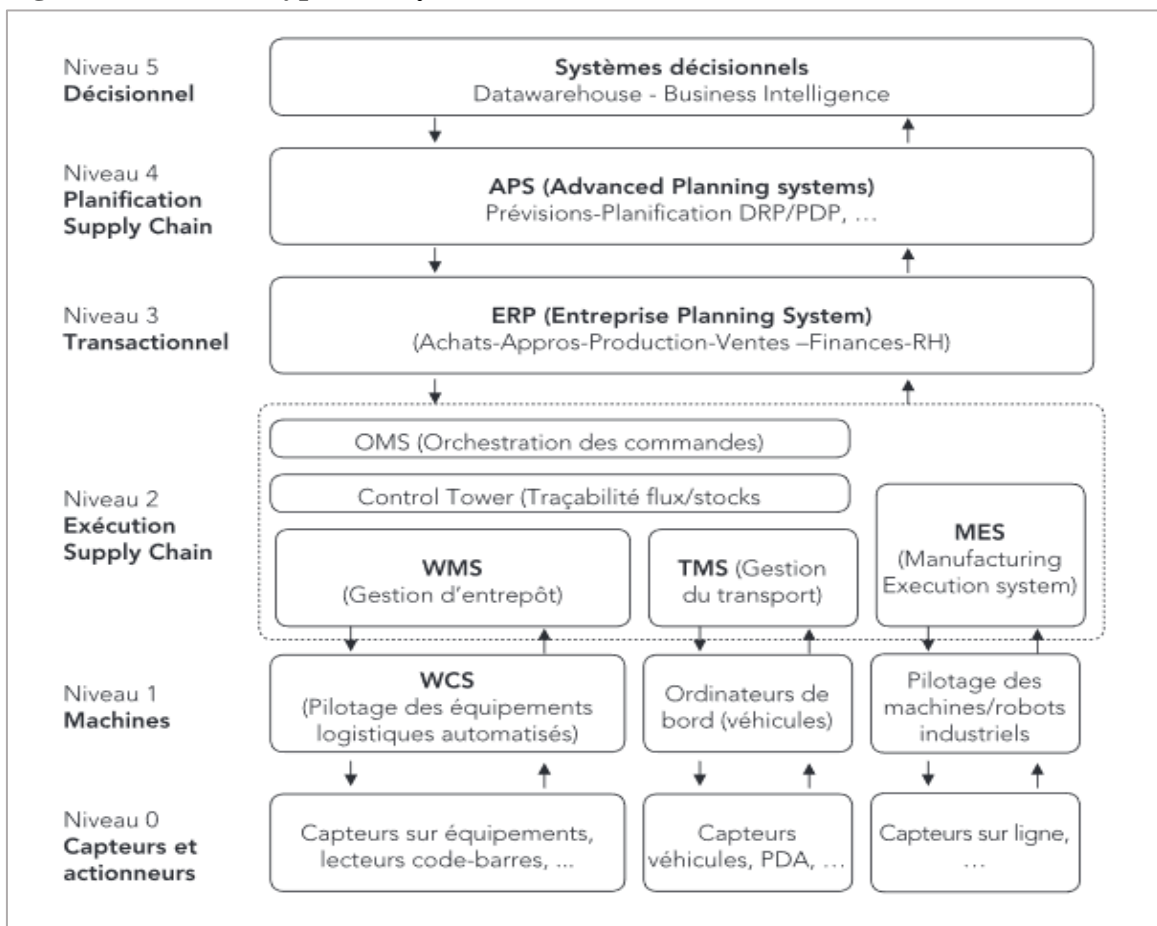 Niveau 5
Décisionnel
Systèmes décisionnels
Datawarehouse - Business Intelligence
Niveau 4
Planification
Supply Chain
APS (Advanced Planning systems)
Prévisions-Planification DRP/PDP, …
Niveau 3
Transactionnel
ERP (Entreprise Planning System)
(Achats-Appros-Production-Ventes –Finances-RH)
Niveau 2
Exécution
Supply Chain
OMS (Orchestration des commandes)
Control Tower (Traçabilité flux/stocks
WMS
(Gestion d'entrepôt)
TMS (Gestion
du transport)
MES
(Manufacturing
Execution system)
Niveau 1
Machines
WCS
(Pilotage des équipements
logistiques automatisés)
Ordinateurs de
bord (véhicules)
Pilotage des
machines/robots
industriels
Niveau 0
Capteurs et
actionneurs
Capteurs sur équipements,
lecteurs code-barres, ...
Capteurs
véhicules, PDA, …
Capteurs sur ligne,
…